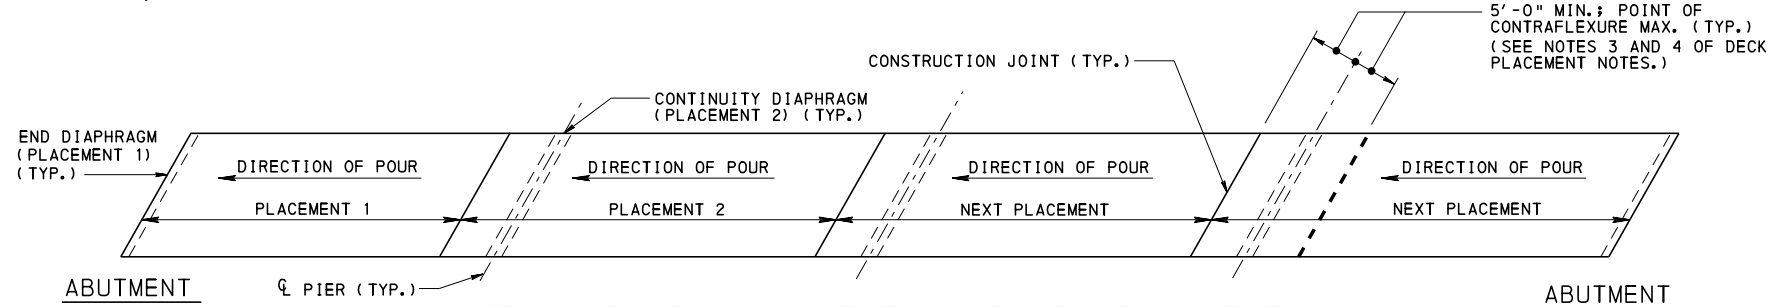 5'-0" MIN.; POINT OF
CONTRAFLEXURE MAX. (TYP.)
(SEE NOTES 3 AND 4 OF DECK
PLACEMENT NOTES.)
CONSTRUCTION JOINT (TYP.)
CONTINUITY DIAPHRAGM
(PLACEMENT 2) (TYP.)
END DIAPHRAGM
(PLACEMENT 1)
(TYP.)
DIRECTION OF POUR
DIRECTION OF POUR
DIRECTION OF POUR
DIRECTION OF POUR
PLACEMENT 1
PLACEMENT 2
NEXT PLACEMENT
NEXT PLACEMENT
ABUTMENT
℄ PIER (TYP.)
ABUTMENT